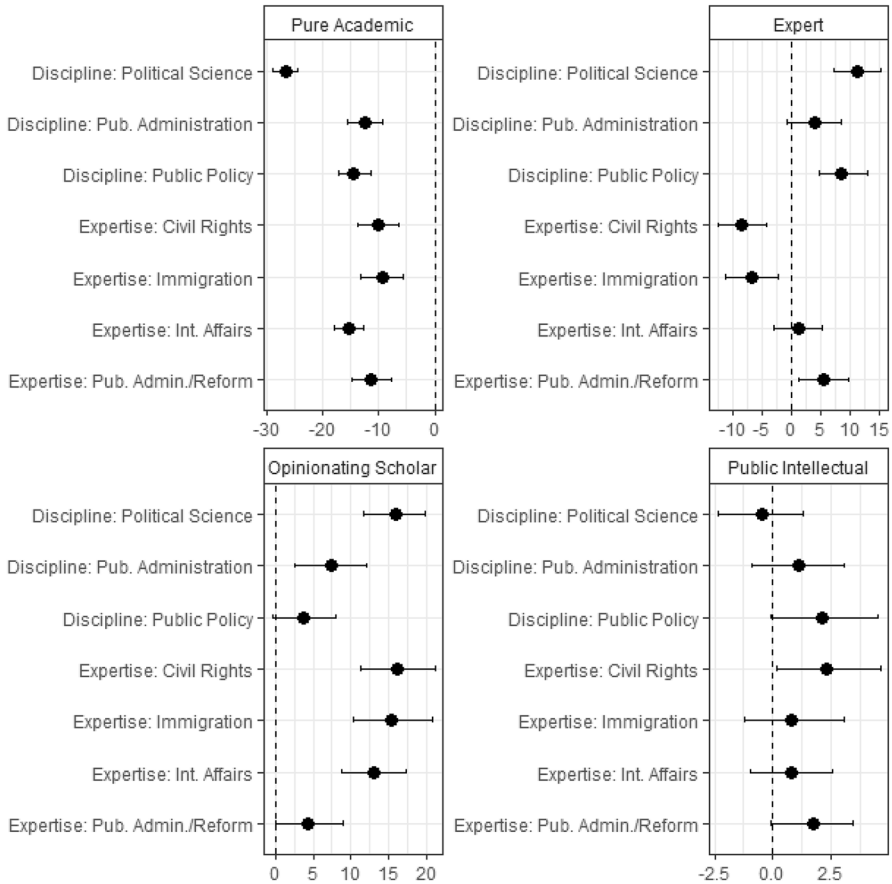 Pure Academic
Discipline: Political Science
Discipline: Pub. Administration
Discipline: Public Policy
Expertise: Civil Rights
Expertise: Immigration
Expertise: Int. Affairs
Expertise: Pub. Admin./Reform
-30 -20 -10 0
Expert
Discipline: Political Science
Discipline: Pub. Administration
Discipline: Public Policy
Expertise: Civil Rights
Expertise: Immigration
Expertise: Int. Affairs
Expertise: Pub. Admin./Reform
-10 -5 0 5 10 15
Opinionating Scholar
Discipline: Political Science
Discipline: Pub. Administration
Discipline: Public Policy
Expertise: Civil Rights
Expertise: Immigration
Expertise: Int. Affairs
Expertise: Pub. Admin./Reform
0 5 10 15 20
Public Intellectual
Discipline: Political Science
Discipline: Pub. Administration
Discipline: Public Policy
Expertise: Civil Rights
Expertise: Immigration
Expertise: Int. Affairs
Expertise: Pub. Admin./Reform
-2.5 0.0 2.5